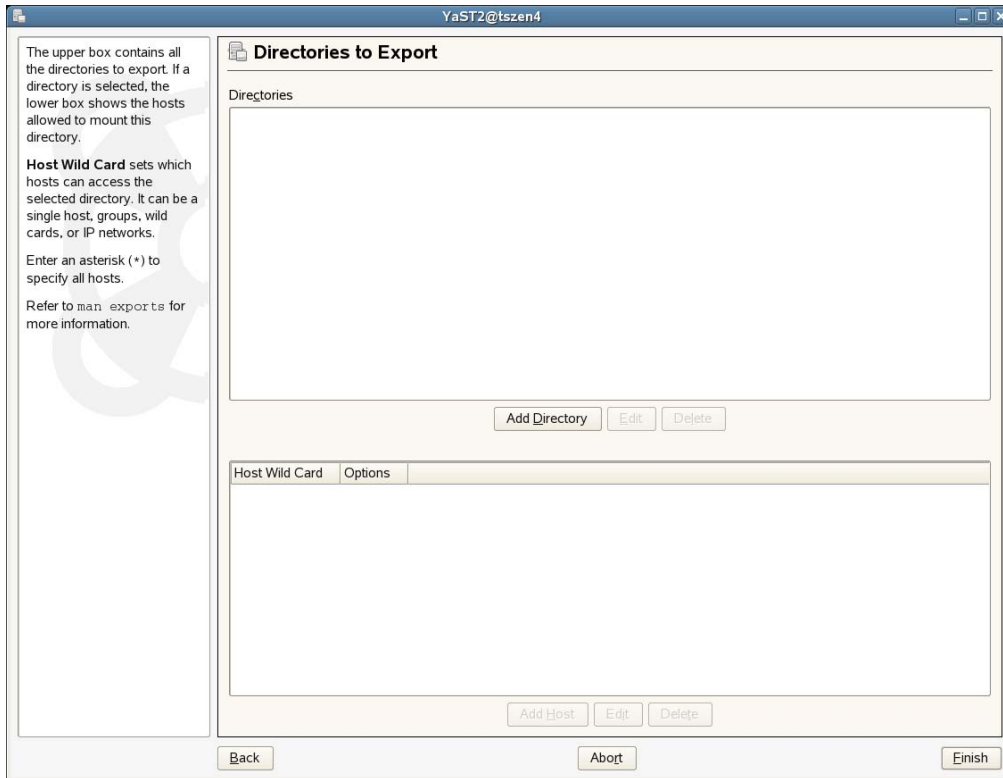 YaST2@tszen4
The upper box contains all
the directories to export. If a
directory is selected, the
lower box shows the hosts
allowed to mount this
directory.
Host Wild Card sets which
hosts can access the
selected directory. It can be a
single host, groups, wild
cards, or IP networks.
Enter an asterisk (*) to
specify all hosts.
Refer to man exports for
more information.
Directories to Export
Directories
Add Directory Edit Delete
Host Wild Card Options
Add Host Edit Delete
Back Abort Finish